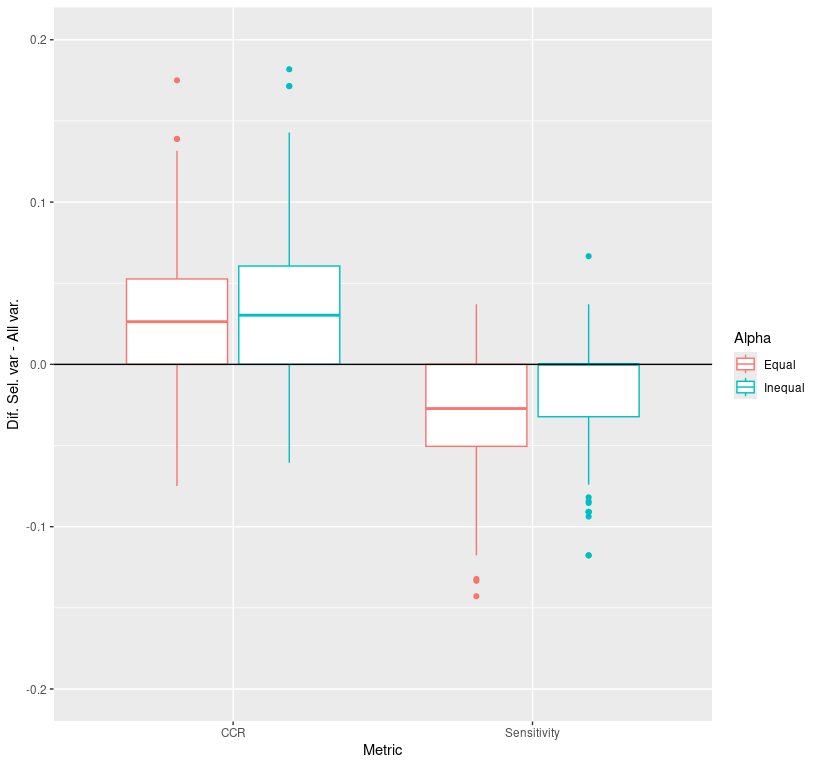 0.2
0.1
0.0
-0.1
-0.2
Dif. Sel. var - All var.
CCR
Sensitivity
Metric
Alpha
Equal
Inequal